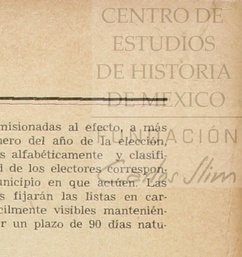 CENTRO DE
ESTUDIOS
DE HISTORIA
DE MEXICO
FUNDACIÓN
Carlos Slim
misionadas al efecto, a más
nero del año de la elección,
s alfabéticamente y clasifi-
d de los electores correspon-
unicipio en que actúen. Las
s fijarán las listas en car-
cilmente visibles mantenién-
r un plazo de 90 días natu-